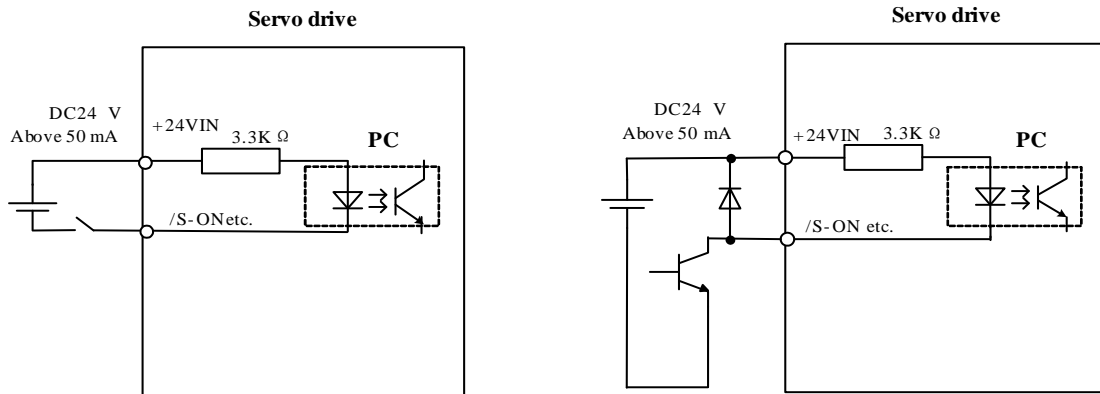 Servo drive
DC24 V
Above 50 mA
+24VIN
3.3K Ω
PC
/S-ONetc.
Servo drive
DC24 V
Above 50 mA
+24VIN
3.3K Ω
PC
/S-ON etc.